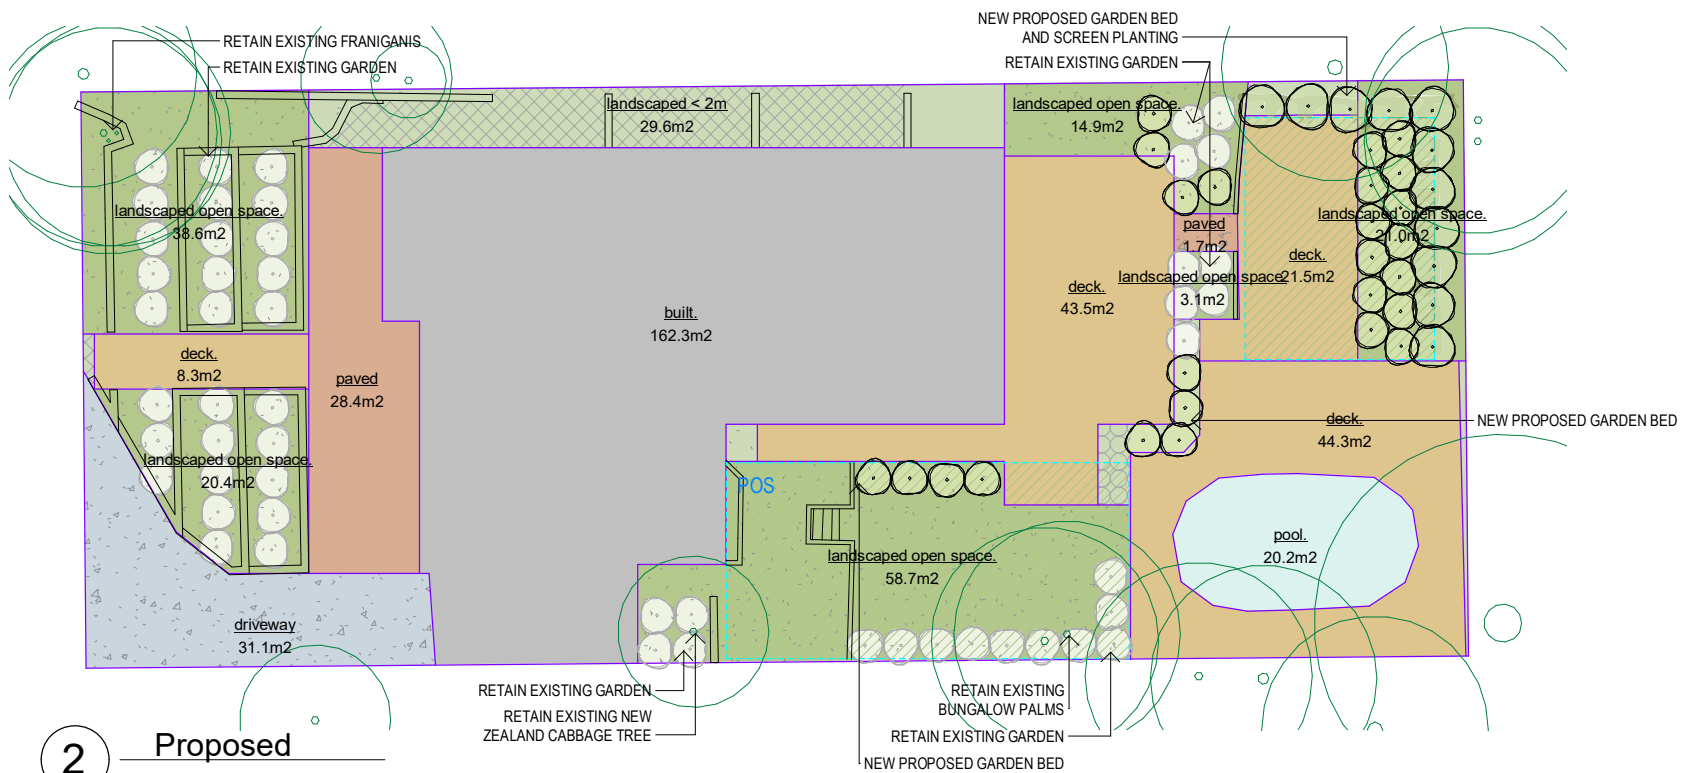 NEW PROPOSED GARDEN BED
AND SCREEN PLANTING
RETAIN EXISTING FRANIGANIS
RETAIN EXISTING GARDEN
RETAIN EXISTING GARDEN
landscaped < 2m
29.6m2
landscaped open space.
14.9m2
landscaped open space.
38.6m2
landscaped open space.
21.0m2
paved
1.7m2
deck.
21.5m2
landscaped open space
3.1m2
deck.
43.5m2
built.
162.3m2
deck.
8.3m2
paved
28.4m2
deck.
44.3m2
NEW PROPOSED GARDEN BED
landscaped open space.
20.4m2
POS
landscaped open space.
58.7m2
pool.
20.2m2
driveway
31.1m2
RETAIN EXISTING GARDEN
RETAIN EXISTING NEW
ZEALAND CABBAGE TREE
RETAIN EXISTING
BUNGALOW PALMS
RETAIN EXISTING GARDEN
NEW PROPOSED GARDEN BED
2
Proposed